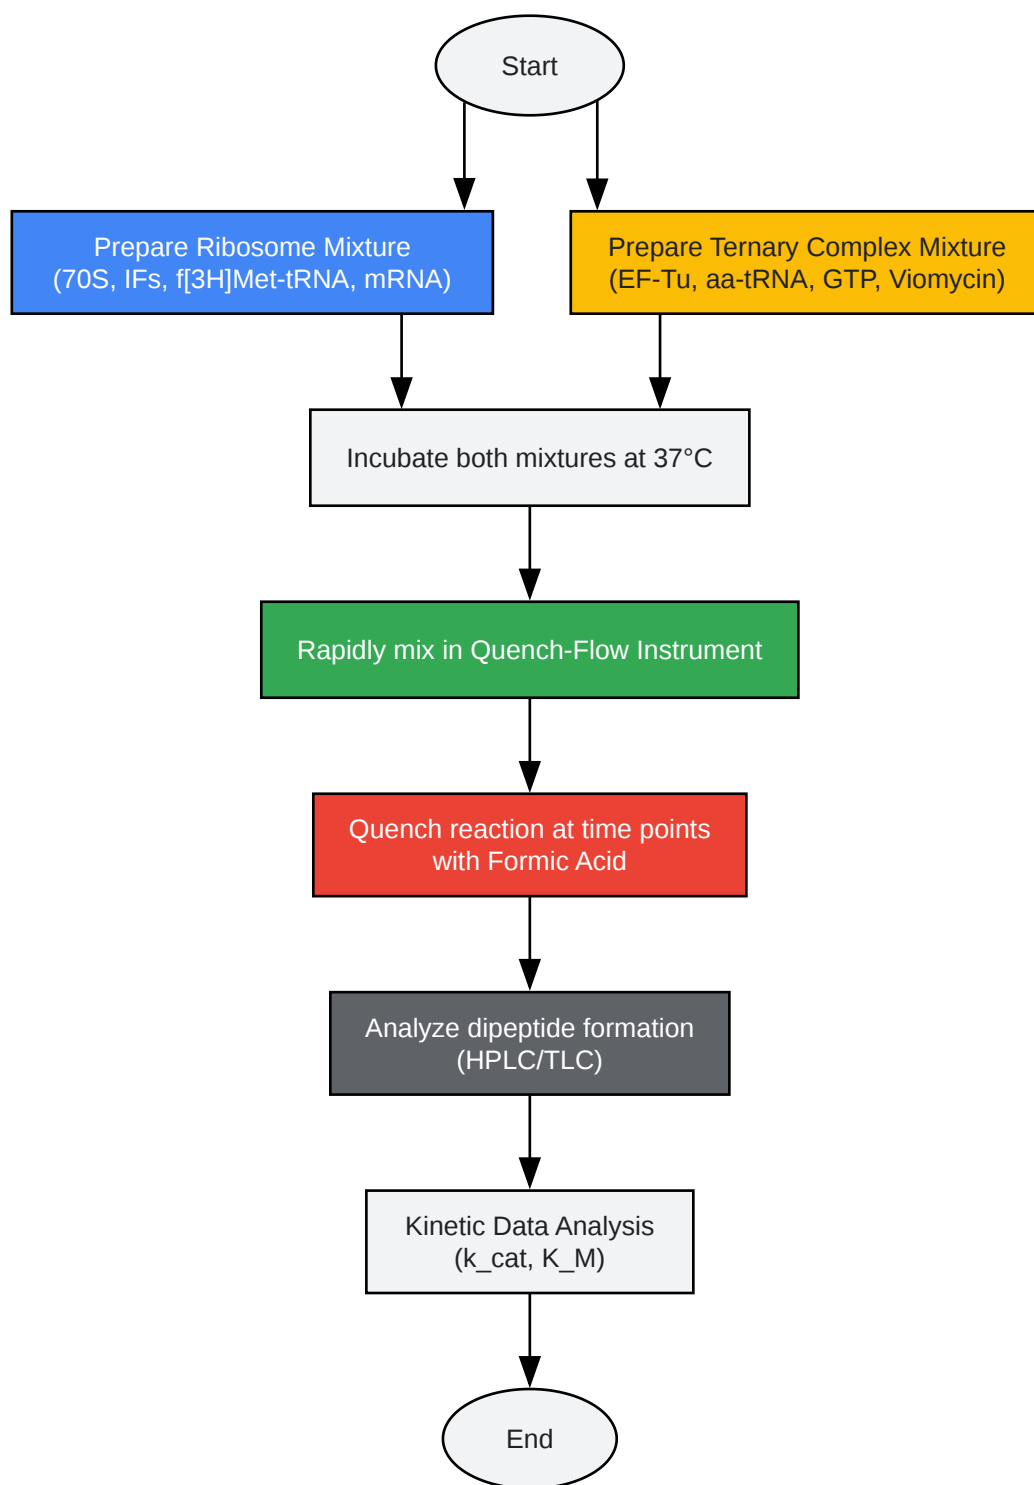 Start
Prepare Ribosome Mixture
(70S, IFs, f[3H]Met-tRNA, mRNA)
Prepare Ternary Complex Mixture
(EF-Tu, aa-tRNA, GTP, Viomycin)
Incubate both mixtures at 37°C
Rapidly mix in Quench-Flow Instrument
Quench reaction at time points
with Formic Acid
Analyze dipeptide formation
(HPLC/TLC)
Kinetic Data Analysis
(k_cat, K_M)
End